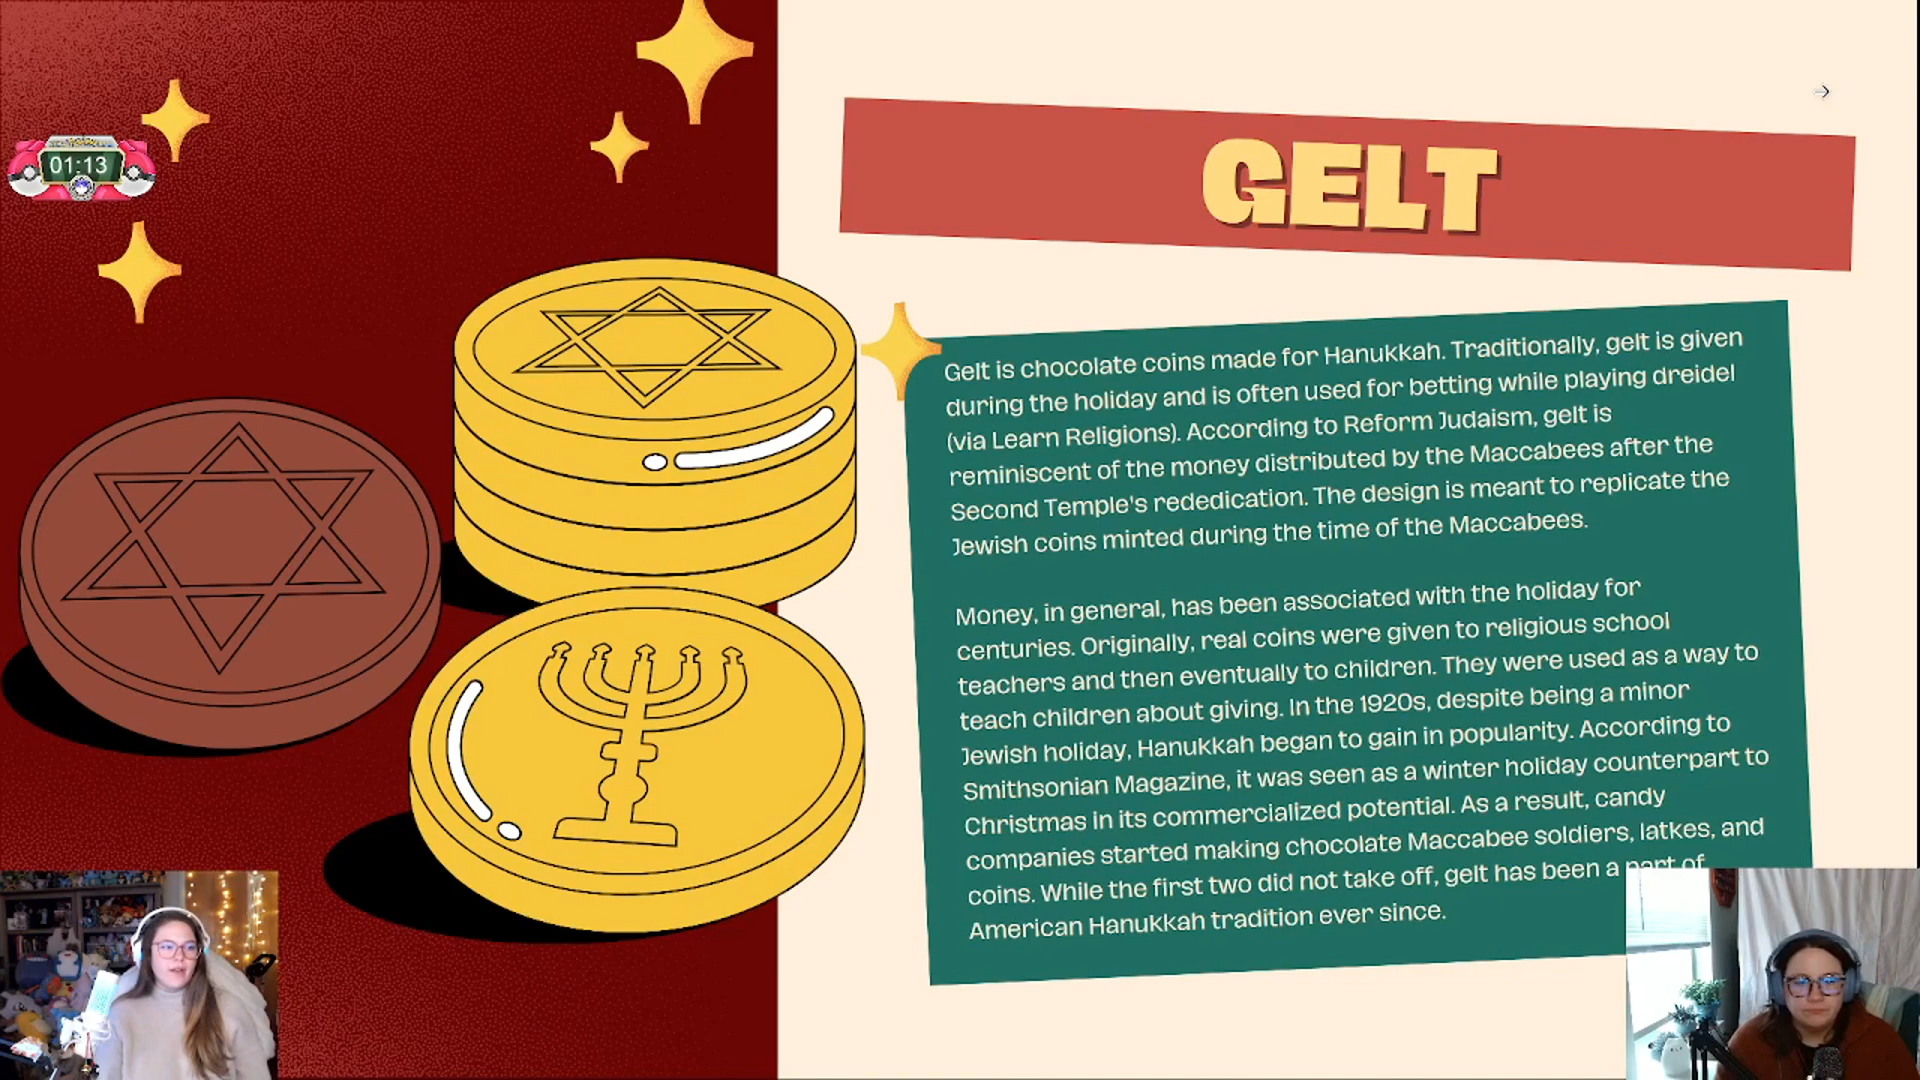 01:13
GELT
Gelt is chocolate coins made for Hanukkah. Traditionally, gelt is given
during the holiday and is often used for betting while playing dreidel
(via Learn Religions). According to Reform Judaism, gelt is
reminiscent of the money distributed by the Maccabees after the
Second Temple's rededication. The design is meant to replicate the
Jewish coins minted during the time of the Maccabees.
Money, in general, has been associated with the holiday for
centuries. Originally, real coins were given to religious school
teachers and then eventually to children. They were used as a way to
teach children about giving. In the 1920s, despite being a minor
Jewish holiday, Hanukkah began to gain in popularity. According to
Smithsonian Magazine, it was seen as a winter holiday counterpart to
Christmas in its commercialized potential. As a result, candy
companies started making chocolate Maccabee soldiers, latkes, and
coins. While the first two did not take off, gelt has been a part of
American Hanukkah tradition ever since.